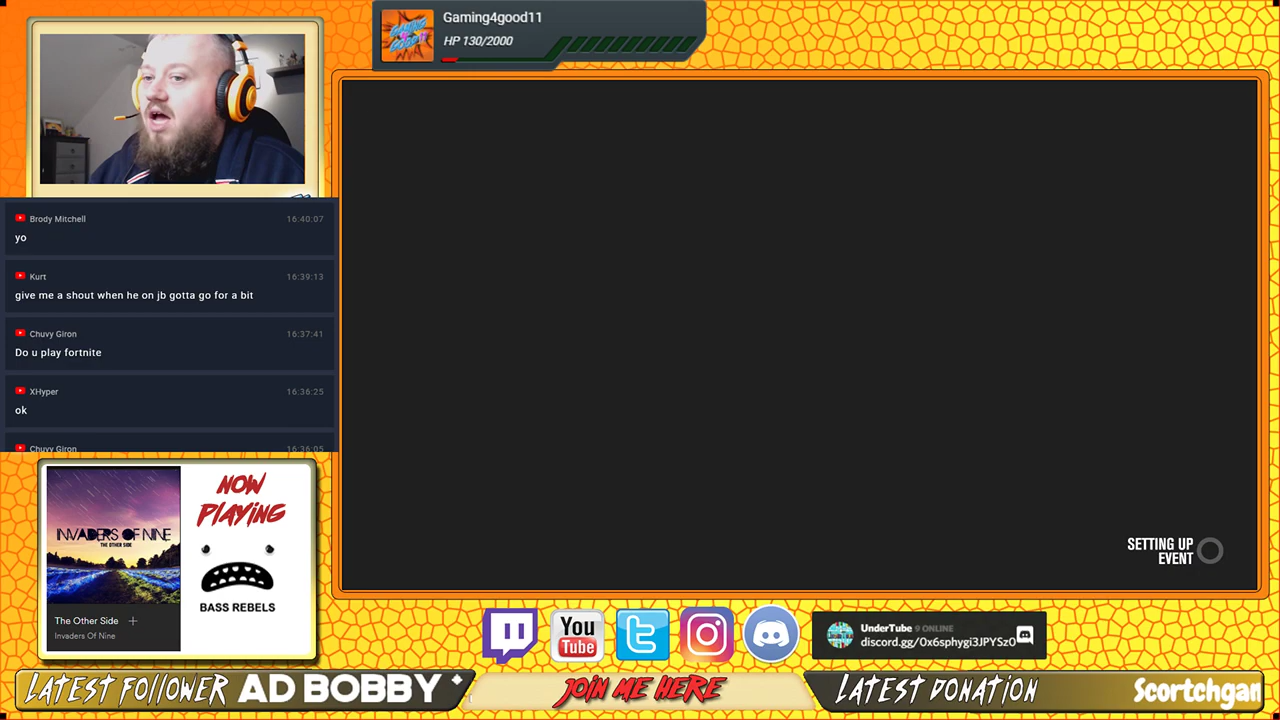 Gaming4good11
HP 130/2000
Brody Mitchell 16:40:07
yo
Kurt 16:39:13
give me a shout when he on jb gotta go for a bit
Chuvy Giron 16:37:41
Do u play fortnite
XHyper 16:36:25
ok
Chuvy Giron 16:36:05
INVADERS OF NINE
THE OTHER SIDE
The Other Side
Invaders Of Nine
NOW
PLAYING
BASS REBELS
SETTING UP
EVENT
You
Tube
UnderTube 9 ONLINE
discord.gg/0x6sphygi3JPYSz0
LATEST FOLLOWER AD BOBBY *
JOIN ME HERE
LATEST DONATION
Scortchgan